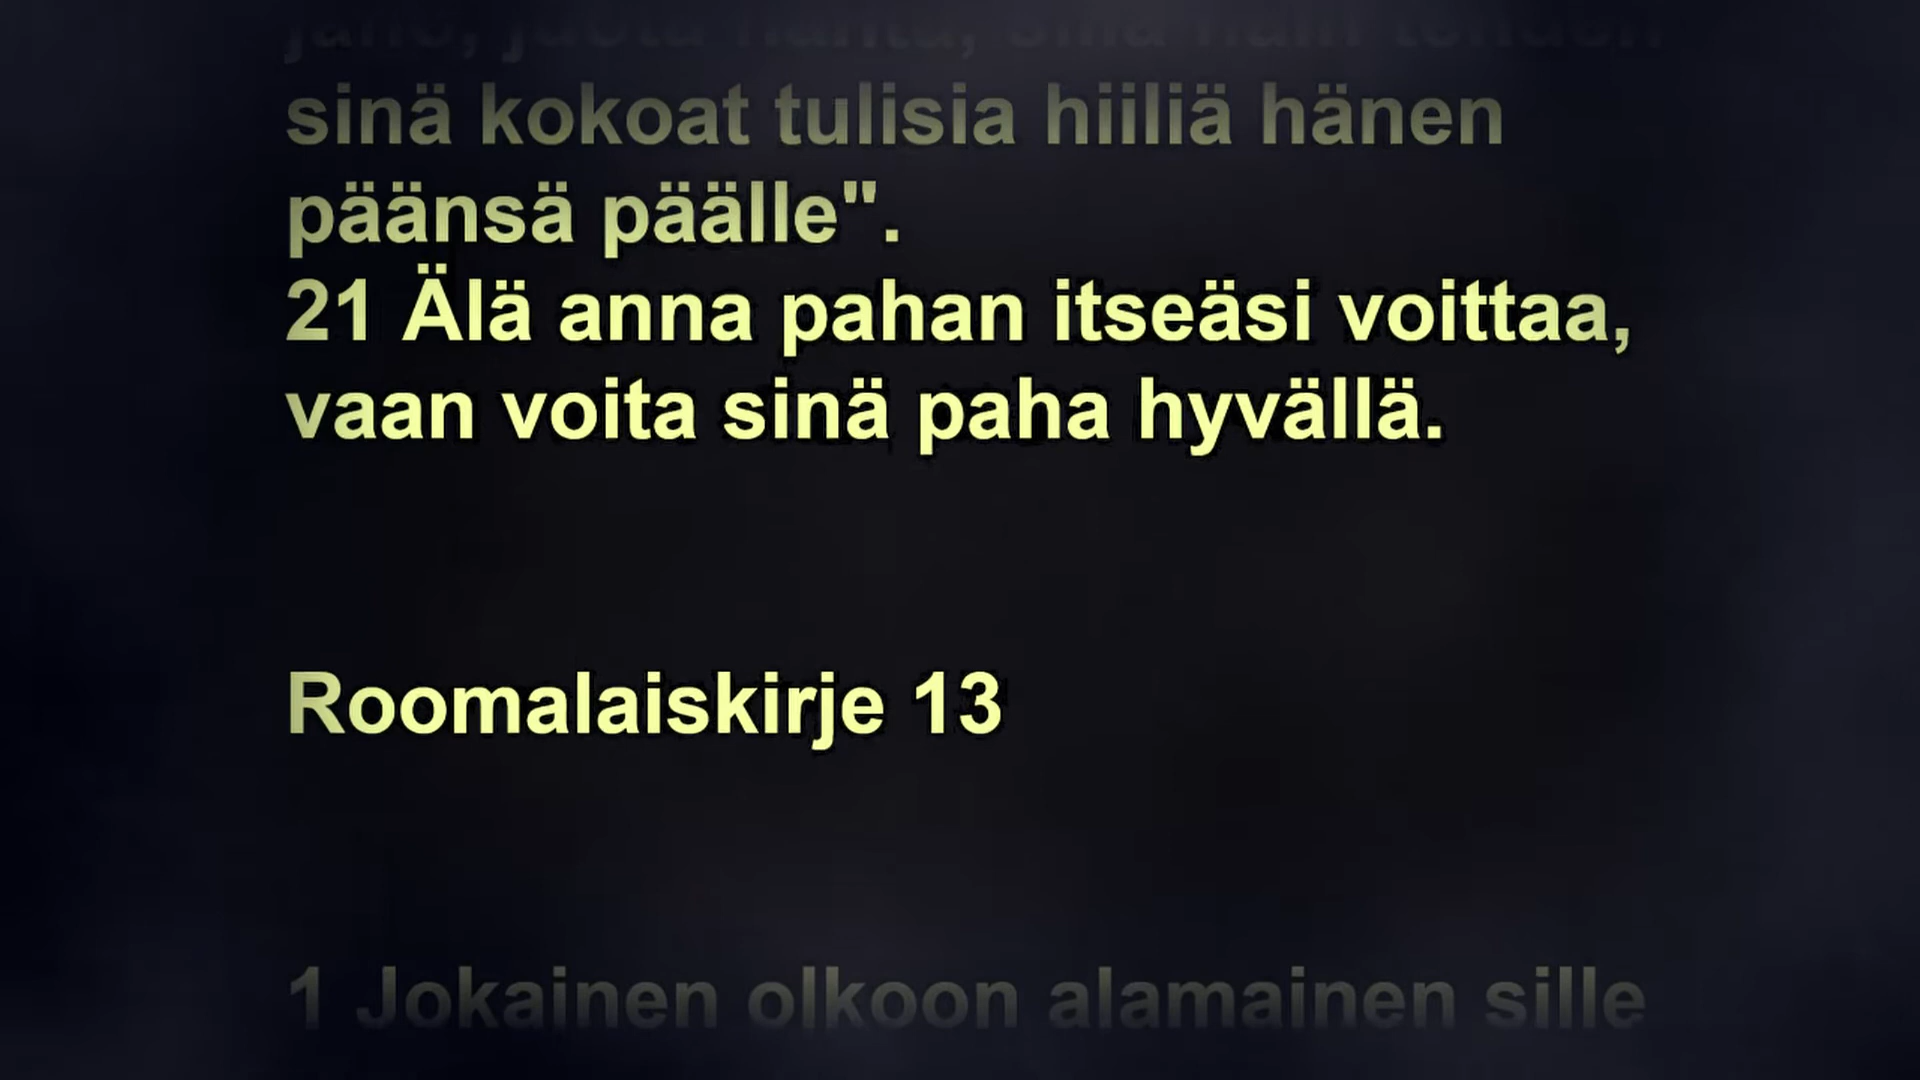 sinä kokoat tulisia hiiliä hänen
päänsä päälle".
21 Älä anna pahan itseäsi voittaa,
vaan voita sinä paha hyvällä.
Roomalaiskirje 13
1 Jokainen olkoon alamainen sille